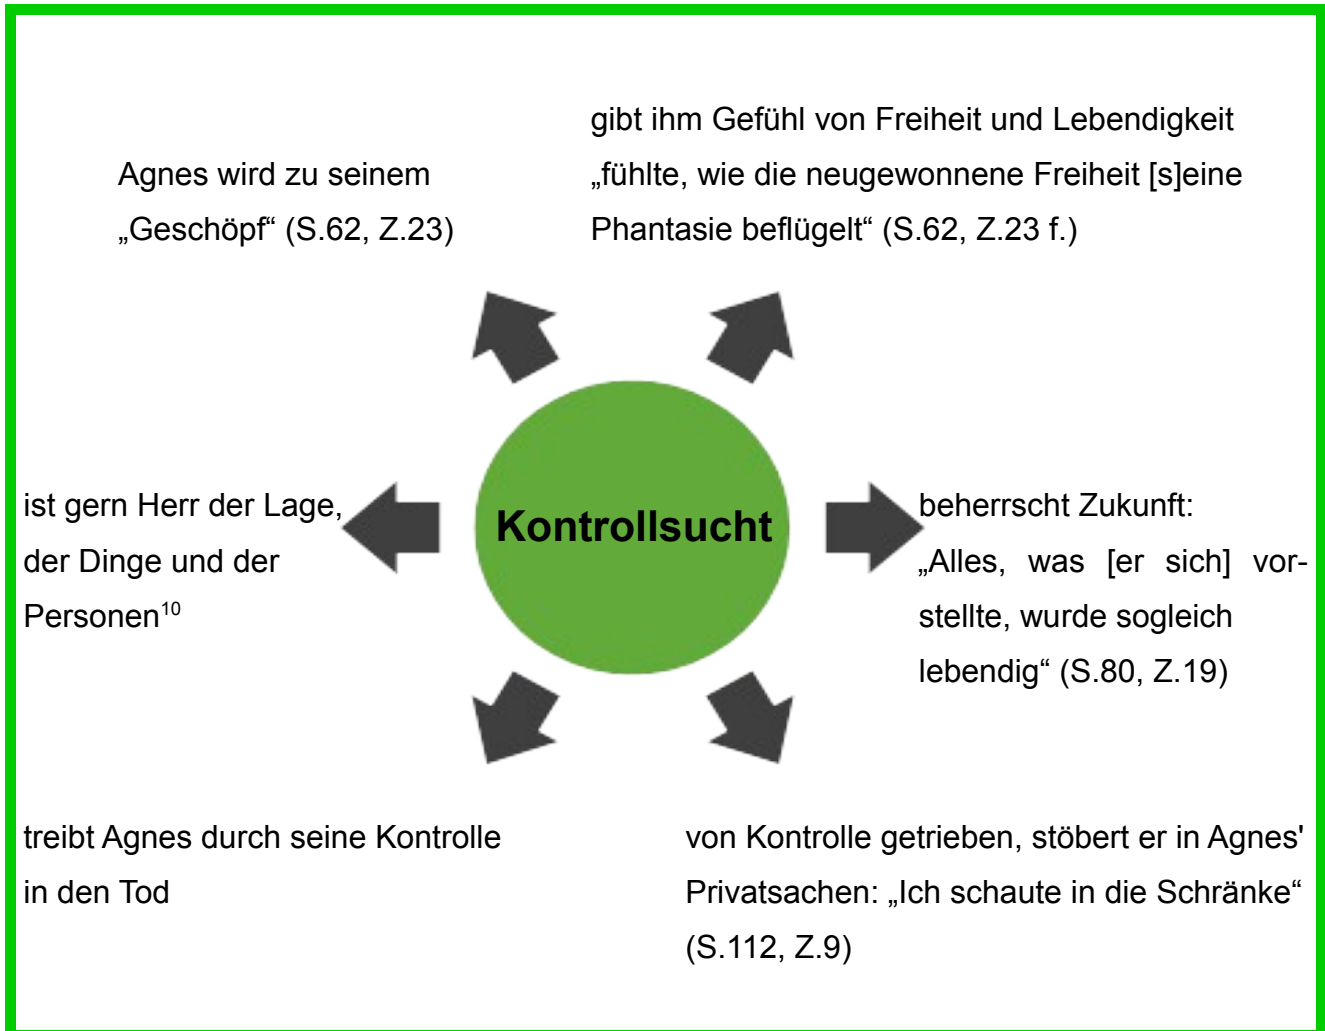 Agnes wird zu seinem
„Geschöpf“ (S.62, Z.23)
gibt ihm Gefühl von Freiheit und Lebendigkeit
„fühlte, wie die neugewonnene Freiheit [s]eine
Phantasie beflügelt“ (S.62, Z.23 f.)
ist gern Herr der Lage,
der Dinge und der
Personen¹⁰
Kontrollsucht
beherrscht Zukunft:
„Alles, was [er sich] vor-
stellte, wurde sogleich
lebendig“ (S.80, Z.19)
treibt Agnes durch seine Kontrolle
in den Tod
von Kontrolle getrieben, stöbert er in Agnes'
Privatsachen: „Ich schaute in die Schränke“
(S.112, Z.9)